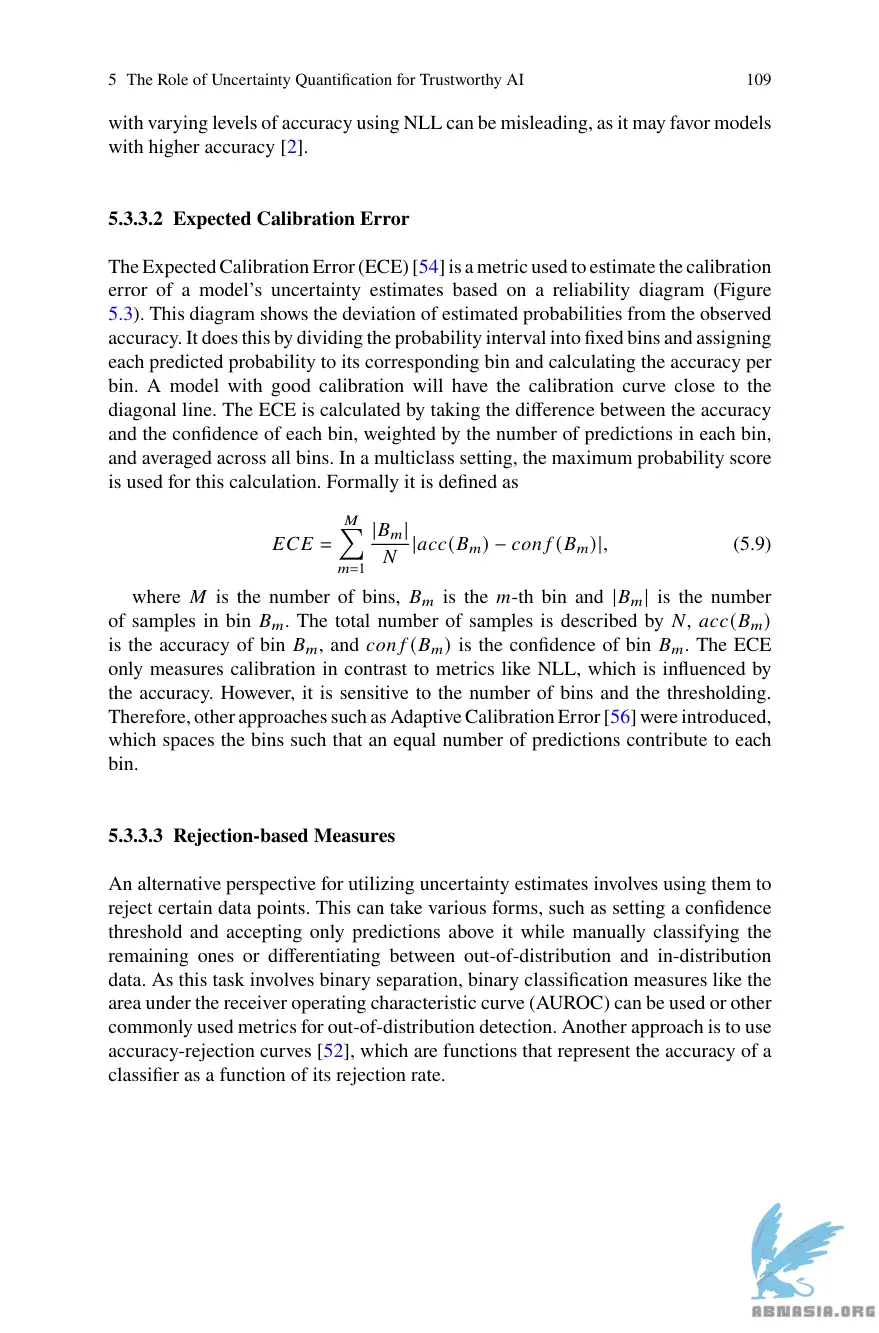 5 The Role of Uncertainty Quantification for Trustworthy AI 109
with varying levels of accuracy using NLL can be misleading, as it may favor models
with higher accuracy [2].
5.3.3.2 Expected Calibration Error
The Expected Calibration Error (ECE) [54] is a metric used to estimate the calibration
error of a model's uncertainty estimates based on a reliability diagram (Figure
5.3). This diagram shows the deviation of estimated probabilities from the observed
accuracy. It does this by dividing the probability interval into fixed bins and assigning
each predicted probability to its corresponding bin and calculating the accuracy per
bin. A model with good calibration will have the calibration curve close to the
diagonal line. The ECE is calculated by taking the difference between the accuracy
and the confidence of each bin, weighted by the number of predictions in each bin,
and averaged across all bins. In a multiclass setting, the maximum probability score
is used for this calculation. Formally it is defined as
ECE = ∑_{m=1}^{M} |B_m|/N |acc(B_m) − conf(B_m)|, (5.9)
where M is the number of bins, B_m is the m-th bin and |B_m| is the number
of samples in bin B_m. The total number of samples is described by N, acc(B_m)
is the accuracy of bin B_m, and conf(B_m) is the confidence of bin B_m. The ECE
only measures calibration in contrast to metrics like NLL, which is influenced by
the accuracy. However, it is sensitive to the number of bins and the thresholding.
Therefore, other approaches such as Adaptive Calibration Error [56] were introduced,
which spaces the bins such that an equal number of predictions contribute to each
bin.
5.3.3.3 Rejection-based Measures
An alternative perspective for utilizing uncertainty estimates involves using them to
reject certain data points. This can take various forms, such as setting a confidence
threshold and accepting only predictions above it while manually classifying the
remaining ones or differentiating between out-of-distribution and in-distribution
data. As this task involves binary separation, binary classification measures like the
area under the receiver operating characteristic curve (AUROC) can be used or other
commonly used metrics for out-of-distribution detection. Another approach is to use
accuracy-rejection curves [52], which are functions that represent the accuracy of a
classifier as a function of its rejection rate.
ABNASIA.ORG